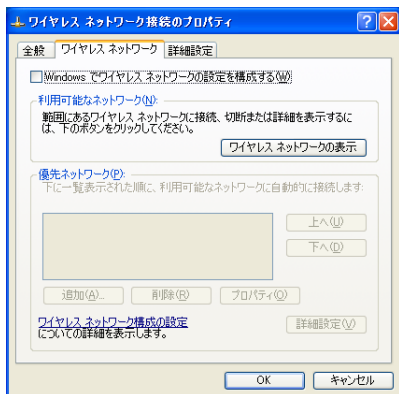 ワイヤレス ネットワーク接続のプロパティ
全般 ワイヤレス ネットワーク 詳細設定
Windows でワイヤレス ネットワークの設定を構成する(W)
利用可能なネットワーク(N):
範囲にあるワイヤレス ネットワークに接続、切断または詳細を表示するに
は、下のボタンをクリックしてください。
ワイヤレス ネットワークの表示
優先ネットワーク(P):
下に一覧表示された順に、利用可能なネットワークに自動的に接続します:
上へ(U)
下へ(D)
追加(A)... 削除(R) プロパティ(O)
ワイヤレス ネットワーク構成の設定
についての詳細を表示します。
詳細設定(V)
OK キャンセル